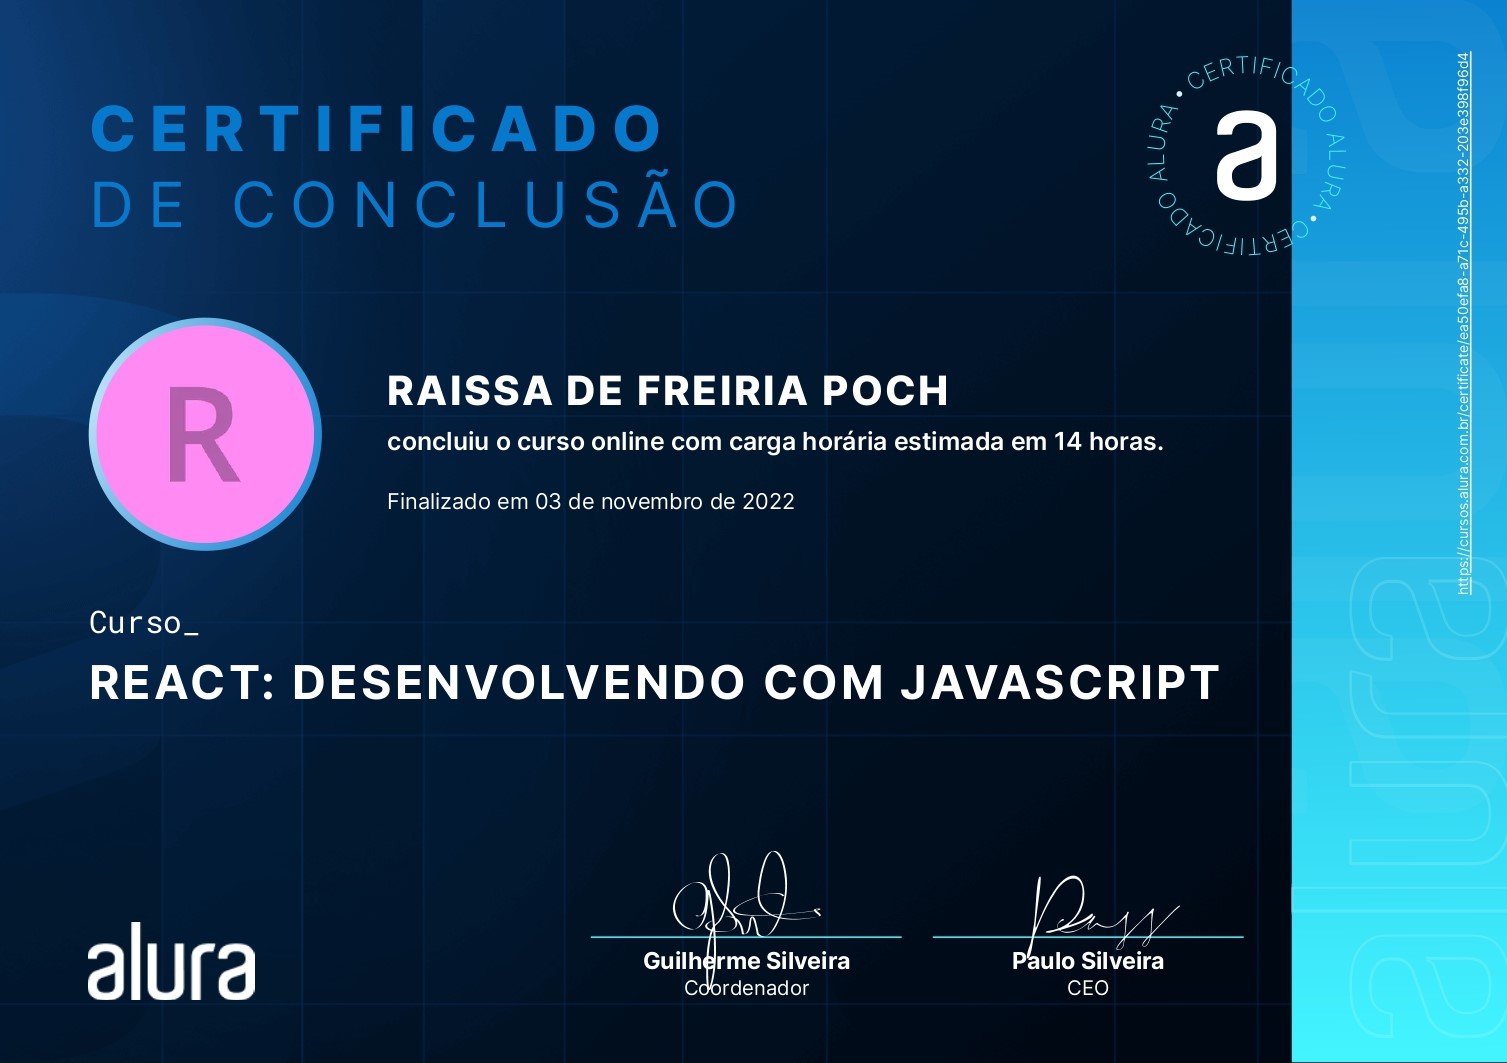 CERTIFICADO
DE CONCLUSÃO
CERTIFICADO ALURA • CERTIFICADO ALURA •
a
https://cursos.alura.com.br/certificate/ea50efa8-a71c-495b-a332-203e398f96d4
R
RAISSA DE FREIRIA POCH
concluiu o curso online com carga horária estimada em 14 horas.
Finalizado em 03 de novembro de 2022
Curso_
REACT: DESENVOLVENDO COM JAVASCRIPT
alura
Guilherme Silveira
Coordenador
Paulo Silveira
CEO
alura